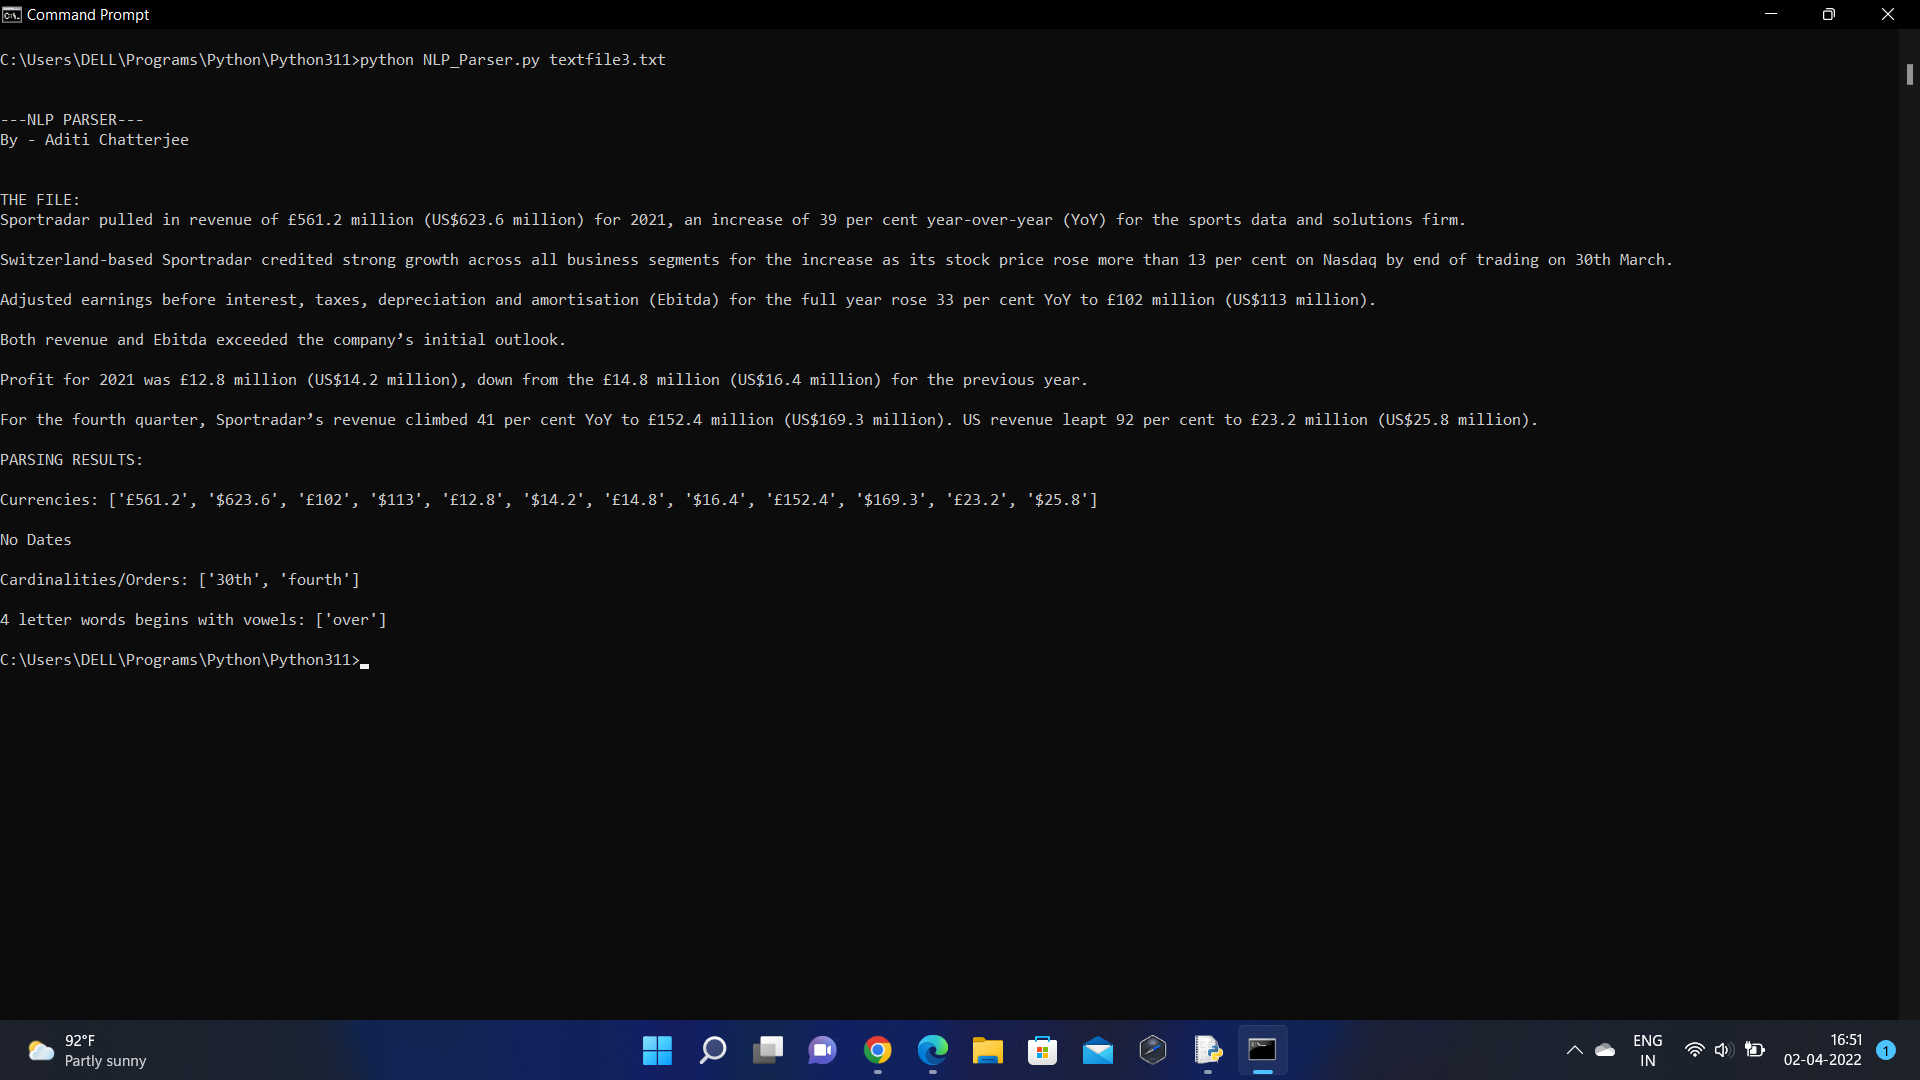 Command Prompt
C:\Users\DELL\Programs\Python\Python311>python NLP_Parser.py textfile3.txt
---NLP PARSER---
By - Aditi Chatterjee
THE FILE:
Sportradar pulled in revenue of £561.2 million (US$623.6 million) for 2021, an increase of 39 per cent year-over-year (YoY) for the sports data and solutions firm.
Switzerland-based Sportradar credited strong growth across all business segments for the increase as its stock price rose more than 13 per cent on Nasdaq by end of trading on 30th March.
Adjusted earnings before interest, taxes, depreciation and amortisation (Ebitda) for the full year rose 33 per cent YoY to £102 million (US$113 million).
Both revenue and Ebitda exceeded the company’s initial outlook.
Profit for 2021 was £12.8 million (US$14.2 million), down from the £14.8 million (US$16.4 million) for the previous year.
For the fourth quarter, Sportradar’s revenue climbed 41 per cent YoY to £152.4 million (US$169.3 million). US revenue leapt 92 per cent to £23.2 million (US$25.8 million).
PARSING RESULTS:
Currencies: ['£561.2', '$623.6', '£102', '$113', '£12.8', '$14.2', '£14.8', '$16.4', '£152.4', '$169.3', '£23.2', '$25.8']
No Dates
Cardinalities/Orders: ['30th', 'fourth']
4 letter words begins with vowels: ['over']
C:\Users\DELL\Programs\Python\Python311>
92°F
Partly sunny
ENG
IN
16:51
02-04-2022
1